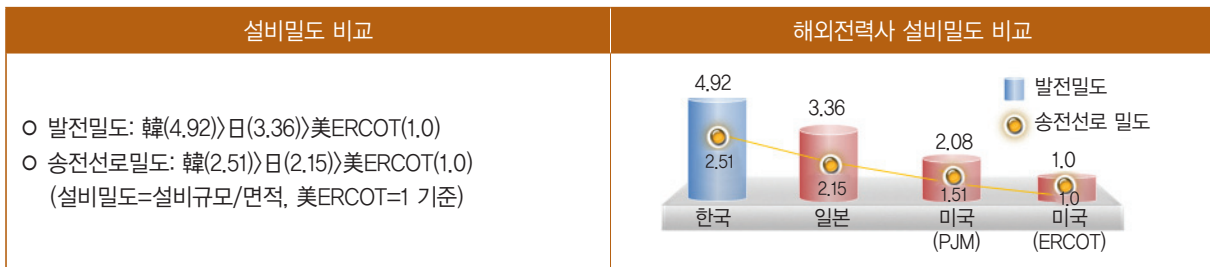 설비밀도 비교
해외전력사 설비밀도 비교
○ 발전밀도: 韓(4.92)〉日(3.36)〉美ERCOT(1.0)
○ 송전선로밀도: 韓(2.51)〉日(2.15)〉美ERCOT(1.0)
(설비밀도=설비규모/면적, 美ERCOT=1 기준)
발전밀도
송전선로 밀도
4.92
3.36
2.08
1.0
2.51
2.15
1.51
1.0
한국
일본
미국
(PJM)
미국
(ERCOT)